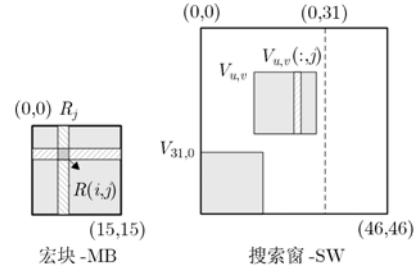 (0,0)
(0,31)
V_{u,v}(:,j)
V_{u,v}
(0,0) R_j
V_{31,0}
R(i,j)
(15,15)
(46,46)
宏块 -MB
搜索窗 -SW